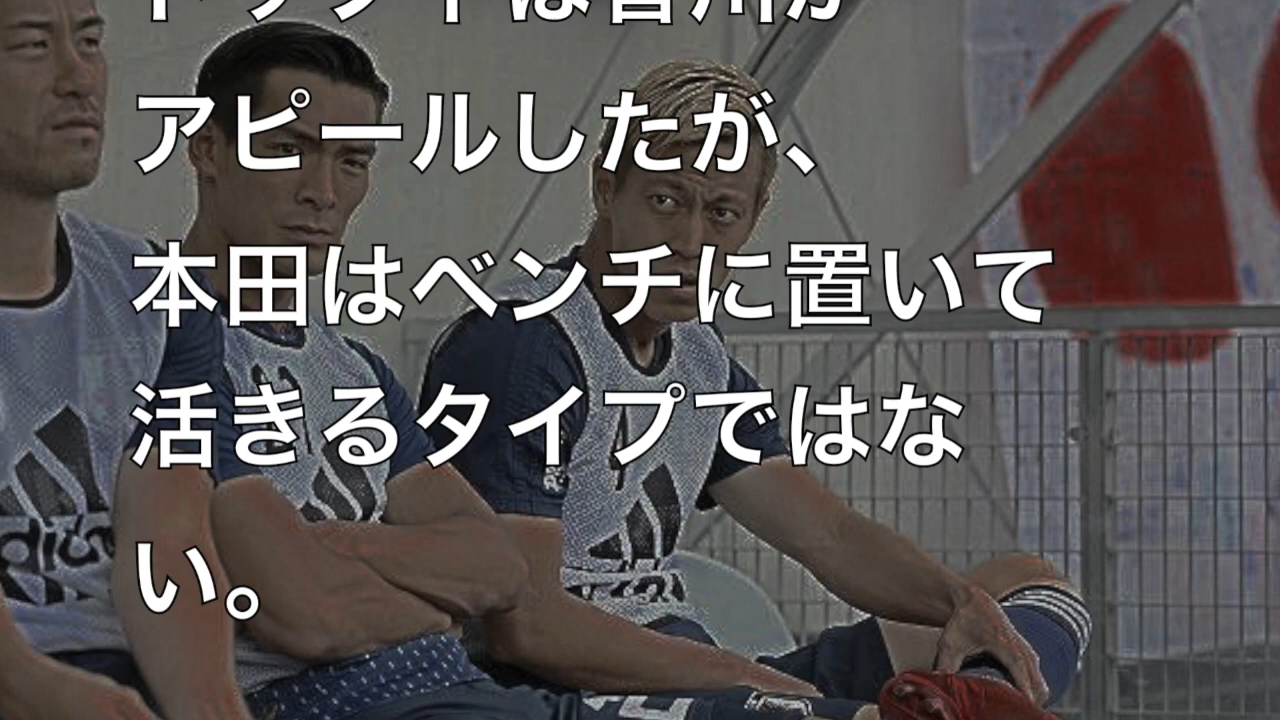 アピールしたが、
本田はベンチに置いて
活きるタイプではな
い。
adidas